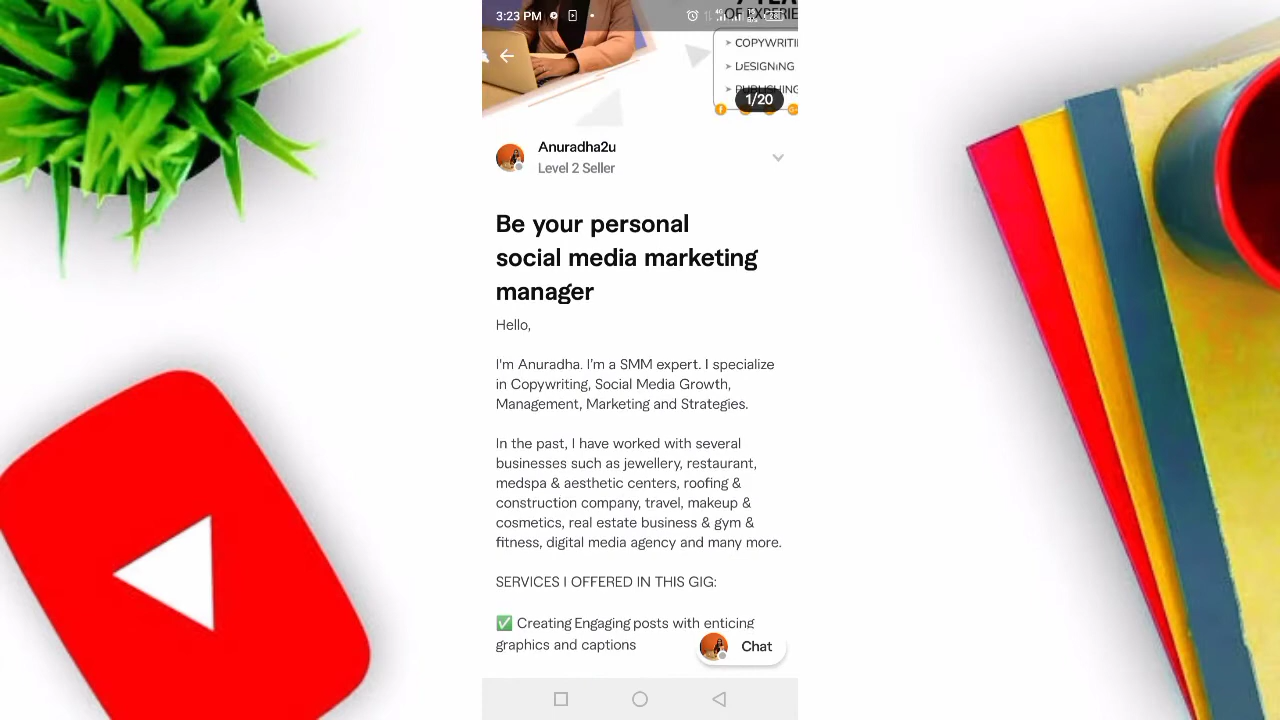 3:23 PM
OF EXPERIE
➤ COPYWRITI
➤ DESIGNING
➤ PUBLISHING
1/20
Anuradha2u
Level 2 Seller
Be your personal
social media marketing
manager
Hello,
I'm Anuradha. I'm a SMM expert. I specialize
in Copywriting, Social Media Growth,
Management, Marketing and Strategies.
In the past, I have worked with several
businesses such as jewellery, restaurant,
medspa & aesthetic centers, roofing &
construction company, travel, makeup &
cosmetics, real estate business & gym &
fitness, digital media agency and many more.
SERVICES I OFFERED IN THIS GIG:
✅ Creating Engaging posts with enticing
graphics and captions
Chat